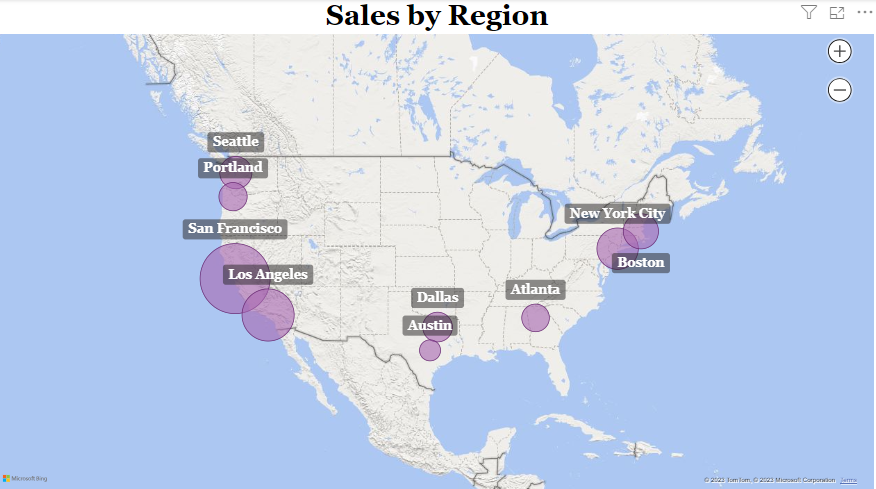 Sales by Region
Seattle
Portland
San Francisco
Los Angeles
Dallas
Austin
Atlanta
New York City
Boston
Microsoft Bing
© 2023 TomTom, © 2023 Microsoft Corporation Terms